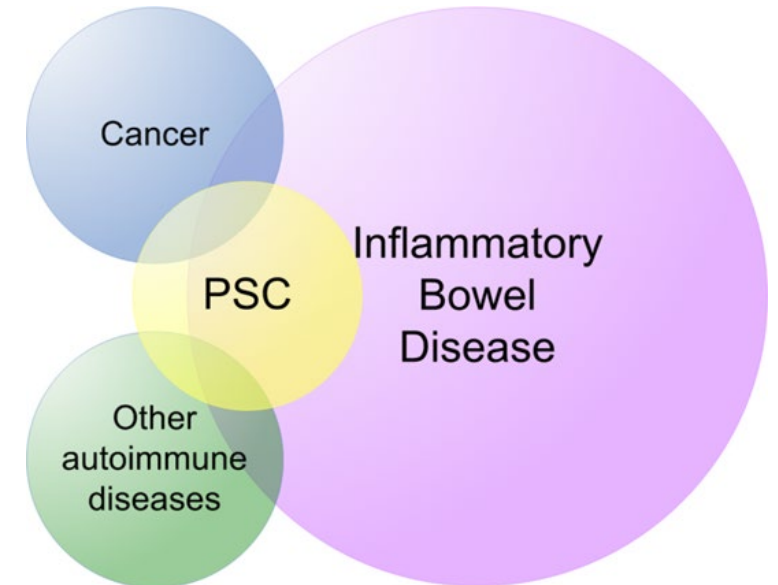 Cancer
PSC
Inflammatory
Bowel
Disease
Other
autoimmune
diseases